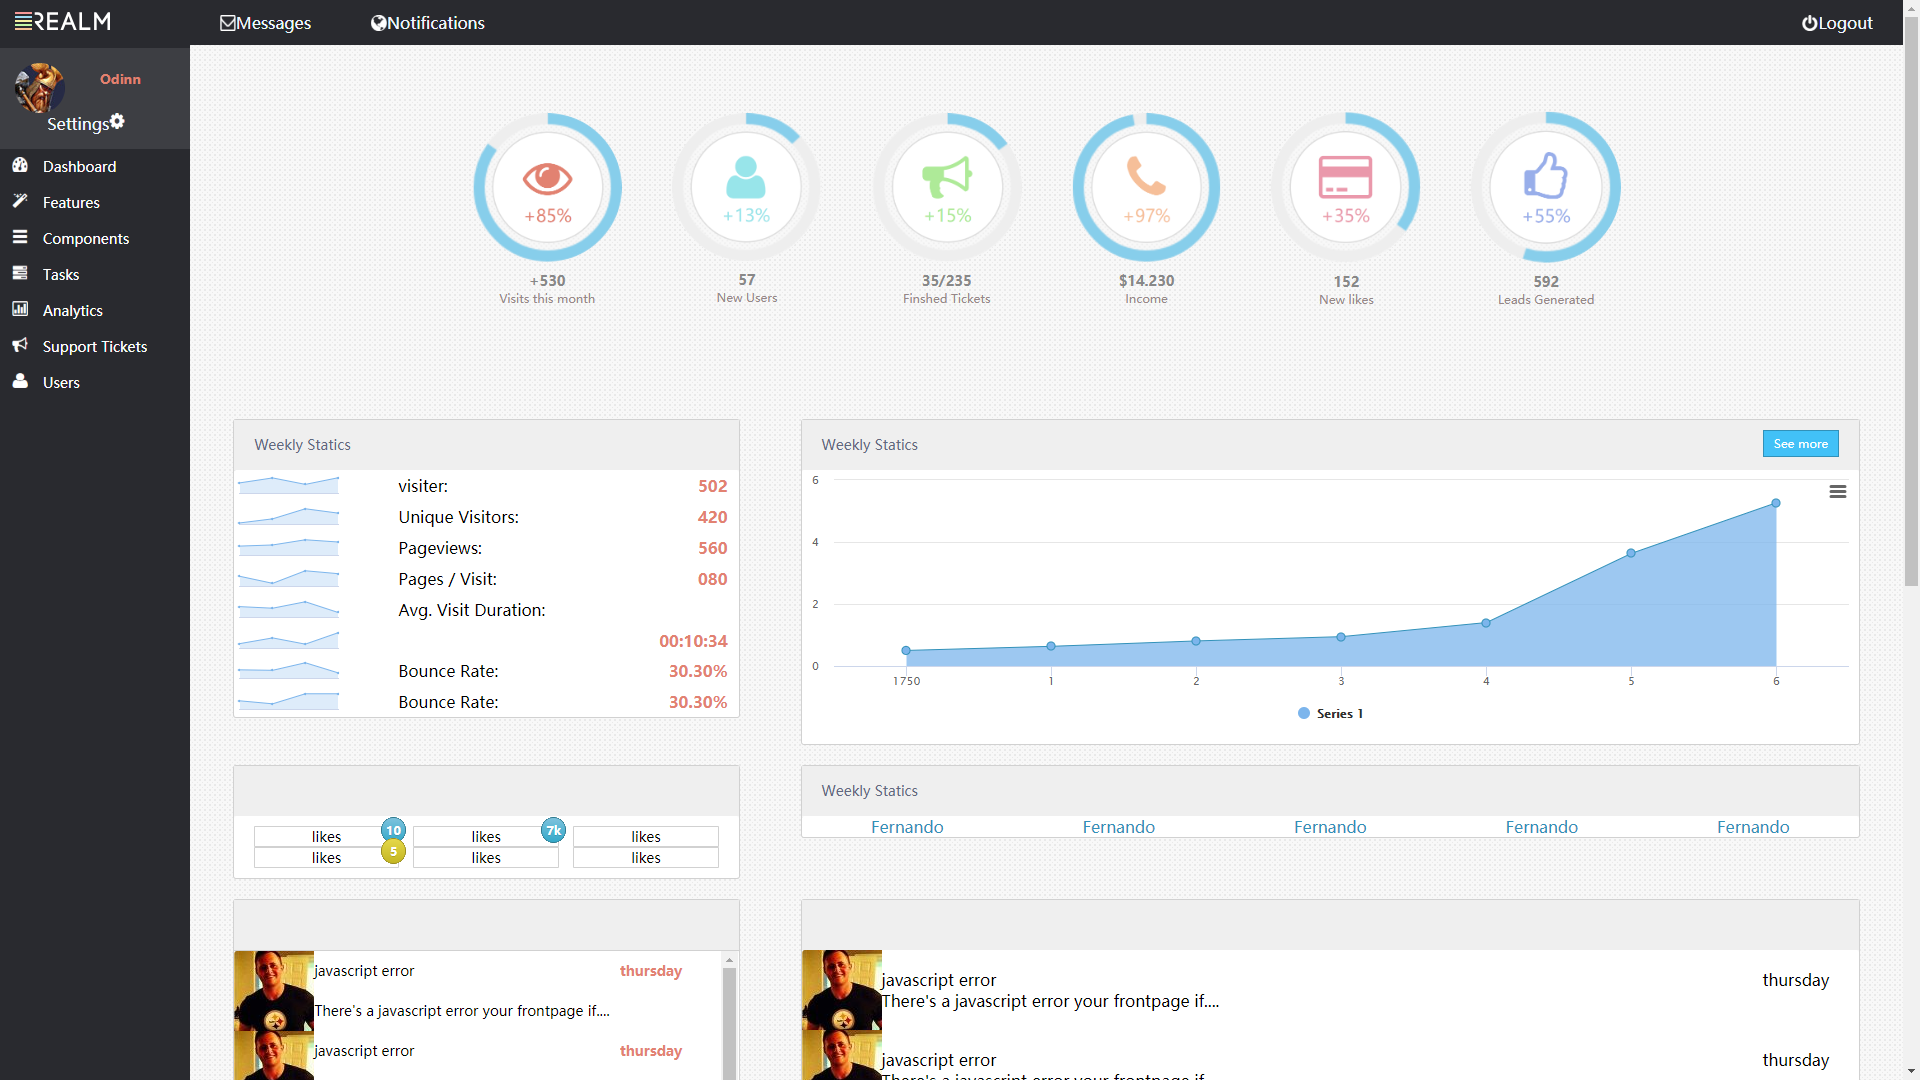 REALM
Messages
Notifications
Logout
Odinn
Settings
Dashboard
Features
Components
Tasks
Analytics
Support Tickets
Users
+85%
+530
Visits this month
+13%
57
New Users
+15%
35/235
Finshed Tickets
+97%
$14.230
Income
+35%
152
New likes
+55%
592
Leads Generated
Weekly Statics
visiter: 502
Unique Visitors: 420
Pageviews: 560
Pages / Visit: 080
Avg. Visit Duration:
00:10:34
Bounce Rate: 30.30%
Bounce Rate: 30.30%
Weekly Statics
See more
6
4
2
0
1750 1 2 3 4 5 6
Series 1
likes 10 likes 7k likes
likes 5 likes likes
Weekly Statics
Fernando Fernando Fernando Fernando Fernando
javascript error thursday
There's a javascript error your frontpage if....
javascript error thursday
javascript error thursday
There's a javascript error your frontpage if....
javascript error thursday
There's a javascript error your frontpage if....